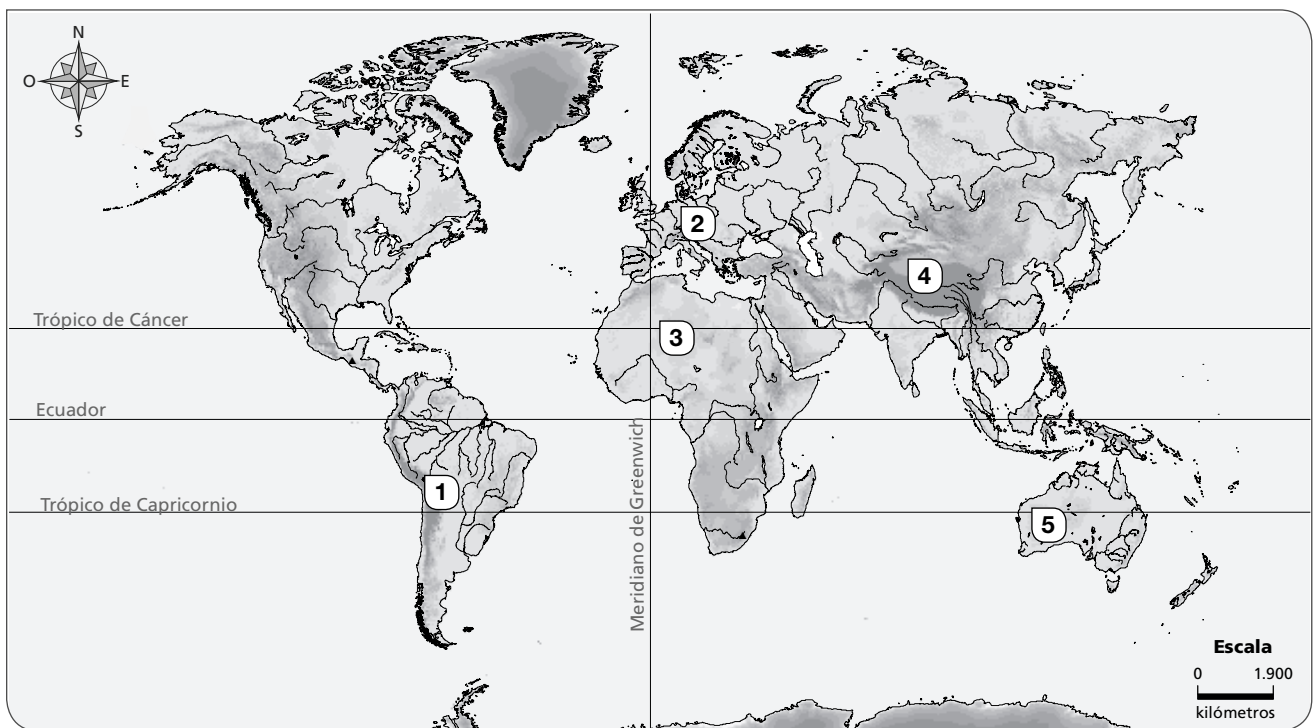 N
O
E
S
2
4
Trópico de Cáncer
3
Ecuador
Meridiano de Greenwich
1
Trópico de Capricornio
5
Escala
0 1.900
kilómetros